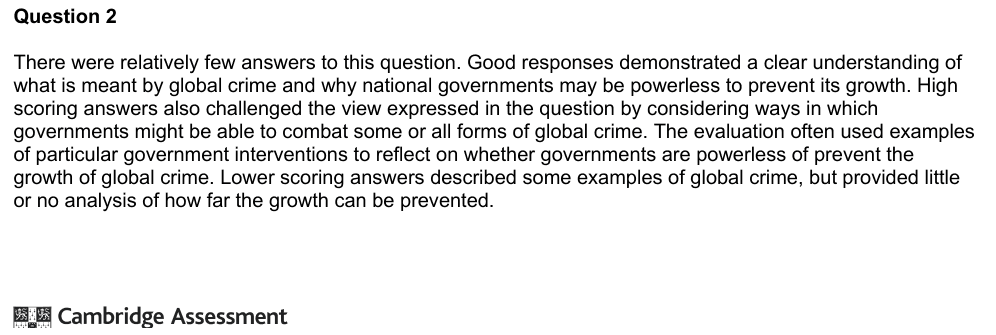 Question 2
There were relatively few answers to this question. Good responses demonstrated a clear understanding of
what is meant by global crime and why national governments may be powerless to prevent its growth. High
scoring answers also challenged the view expressed in the question by considering ways in which
governments might be able to combat some or all forms of global crime. The evaluation often used examples
of particular government interventions to reflect on whether governments are powerless of prevent the
growth of global crime. Lower scoring answers described some examples of global crime, but provided little
or no analysis of how far the growth can be prevented.
Cambridge Assessment